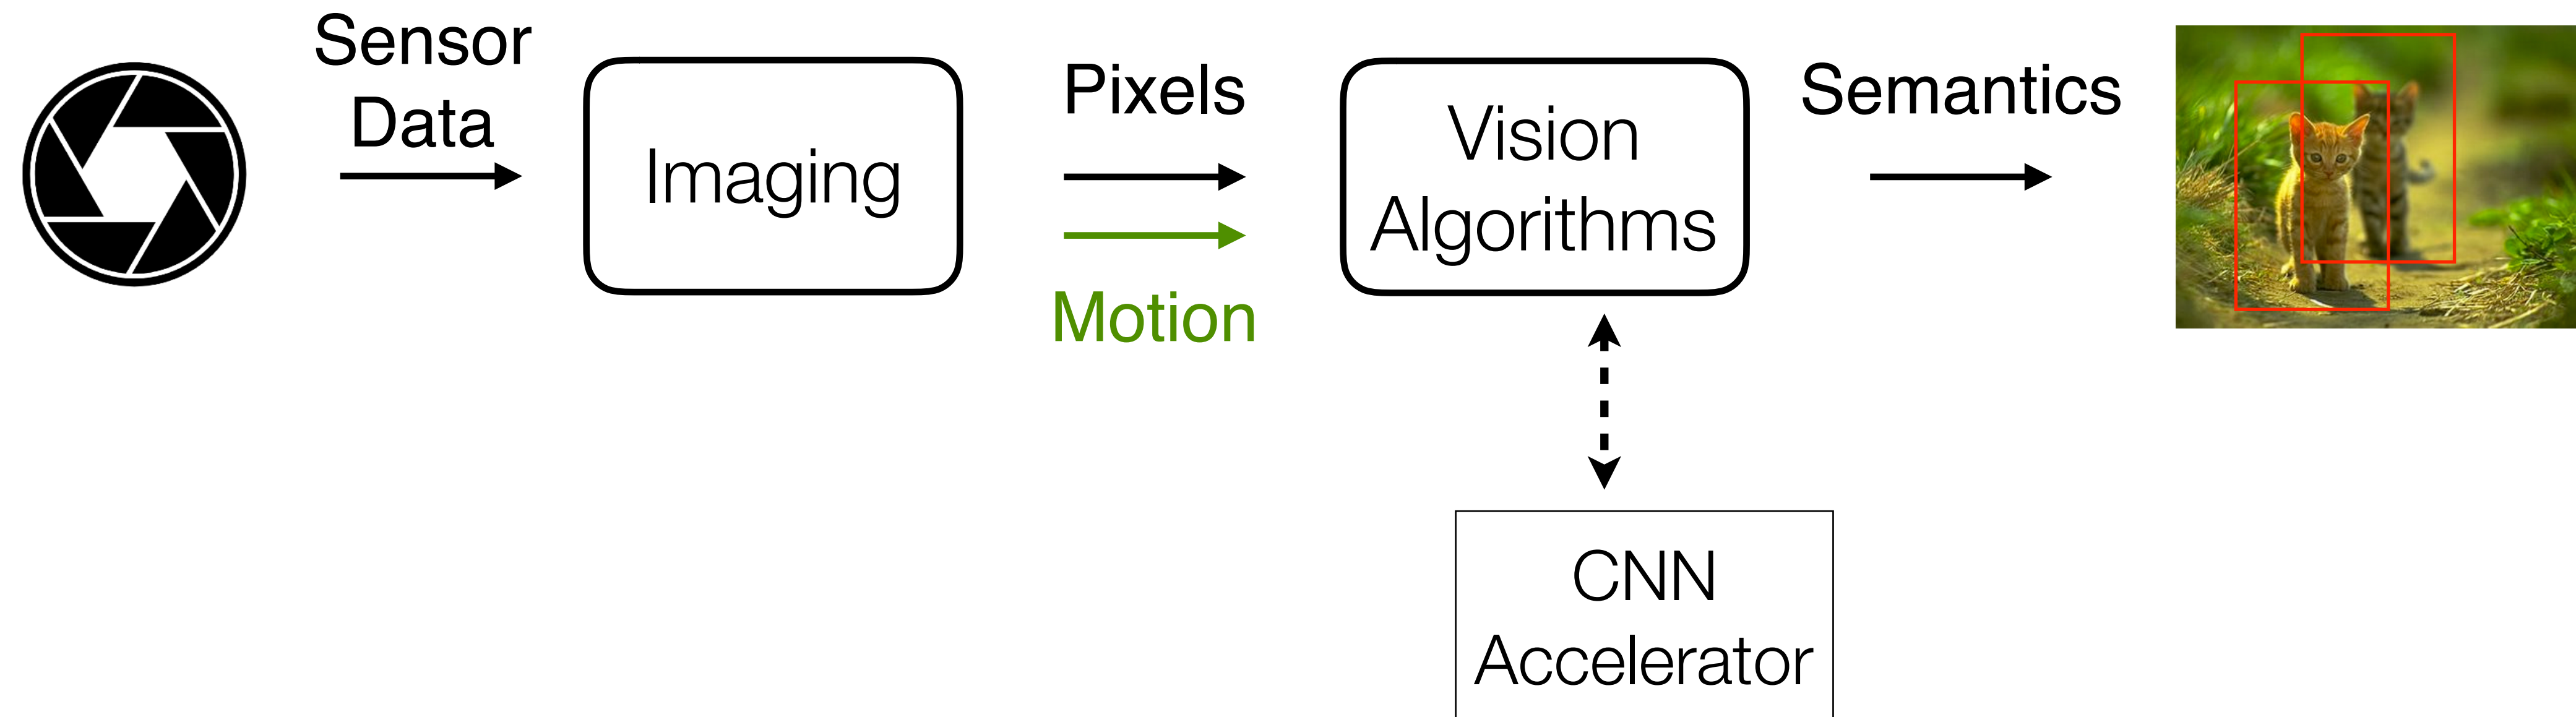 Sensor
Data
Imaging
Pixels
Motion
Vision
Algorithms
Semantics
CNN
Accelerator